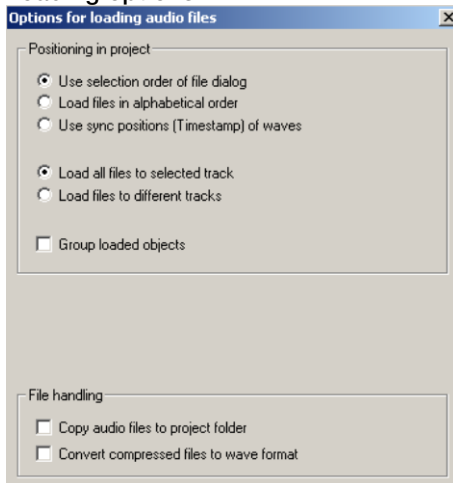 Loading options
Options for loading audio files
Positioning in project
Use selection order of file dialog
Load files in alphabetical order
Use sync positions (Timestamp) of waves
Load all files to selected track
Load files to different tracks
Group loaded objects
File handling
Copy audio files to project folder
Convert compressed files to wave format